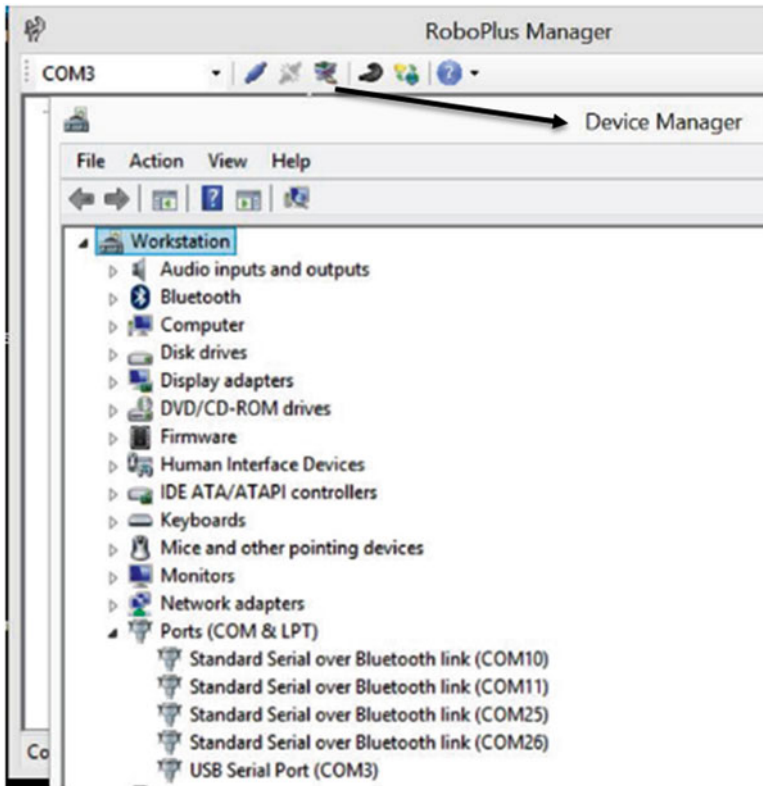 RoboPlus Manager
COM3
Device Manager
File Action View Help
Workstation
Audio inputs and outputs
Bluetooth
Computer
Disk drives
Display adapters
DVD/CD-ROM drives
Firmware
Human Interface Devices
IDE ATA/ATAPI controllers
Keyboards
Mice and other pointing devices
Monitors
Network adapters
Ports (COM & LPT)
Standard Serial over Bluetooth link (COM10)
Standard Serial over Bluetooth link (COM11)
Standard Serial over Bluetooth link (COM25)
Standard Serial over Bluetooth link (COM26)
Co
USB Serial Port (COM3)